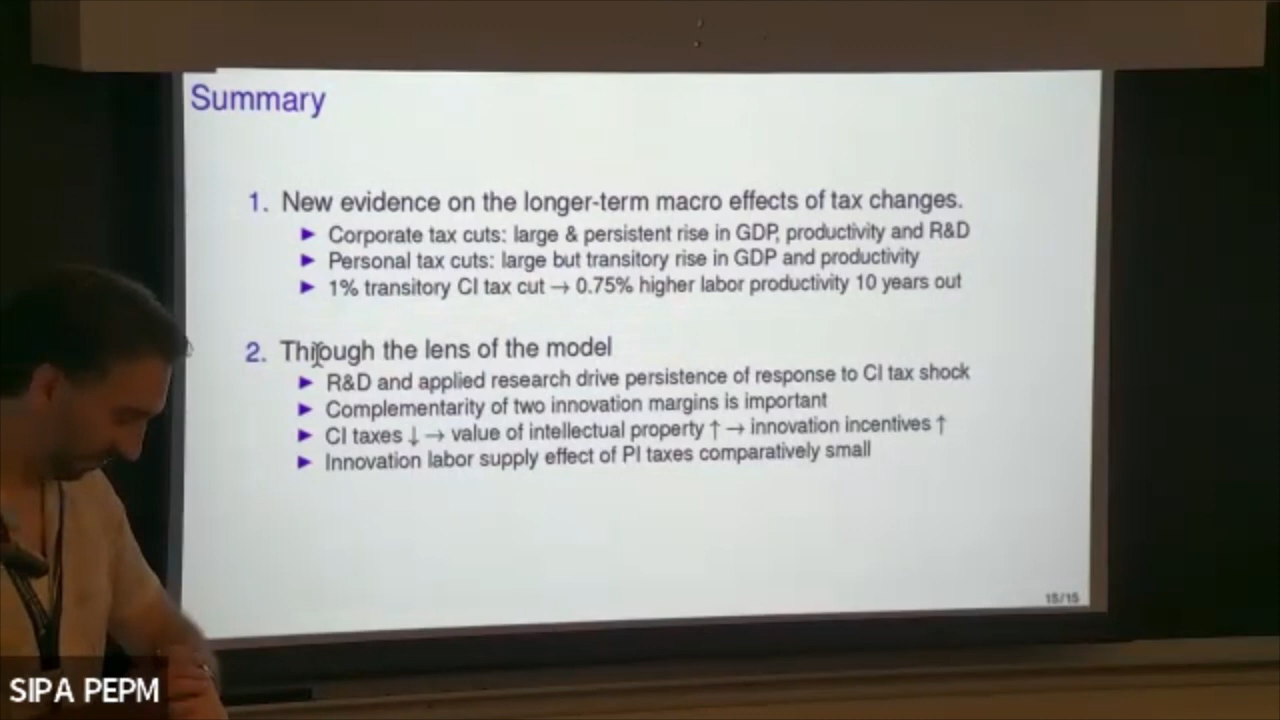 Summary
1. New evidence on the longer-term macro effects of tax changes.
► Corporate tax cuts: large & persistent rise in GDP, productivity and R&D
► Personal tax cuts: large but transitory rise in GDP and productivity
► 1% transitory CI tax cut → 0.75% higher labor productivity 10 years out
2. Through the lens of the model
► R&D and applied research drive persistence of response to CI tax shock
► Complementarity of two innovation margins is important
► CI taxes ↓ → value of intellectual property ↑ → innovation incentives ↑
► Innovation labor supply effect of PI taxes comparatively small
15/15
SIPA PEPM